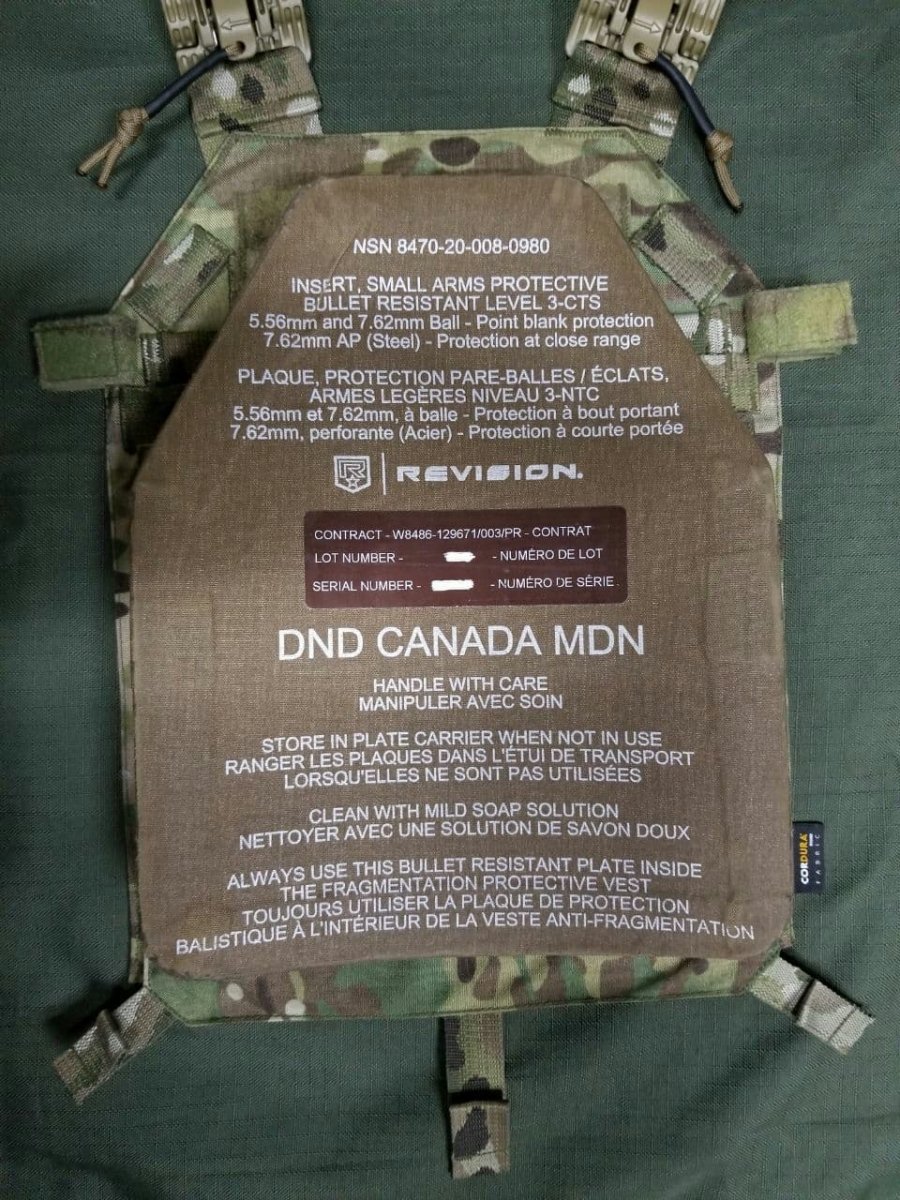 NSN 8470-20-008-0980
INSERT, SMALL ARMS PROTECTIVE
BULLET RESISTANT LEVEL 3-CTS
5.56mm and 7.62mm Ball - Point blank protection
7.62mm AP (Steel) - Protection at close range
PLAQUE, PROTECTION PARE-BALLES / ÉCLATS,
ARMES LEGÈRES NIVEAU 3-NTC
5.56mm et 7.62mm, à balle - Protection à bout portant
7.62mm, perforante (Acier) - Protection à courte portée
R REVISION.
CONTRACT - W8486-129671/003/PR - CONTRAT
LOT NUMBER - - NUMÉRO DE LOT
SERIAL NUMBER - - NUMÉRO DE SÉRIE
DND CANADA MDN
HANDLE WITH CARE
MANIPULER AVEC SOIN
STORE IN PLATE CARRIER WHEN NOT IN USE
RANGER LES PLAQUES DANS L'ÉTUI DE TRANSPORT
LORSQU'ELLES NE SONT PAS UTILISÉES
CLEAN WITH MILD SOAP SOLUTION
NETTOYER AVEC UNE SOLUTION DE SAVON DOUX
ALWAYS USE THIS BULLET RESISTANT PLATE INSIDE
THE FRAGMENTATION PROTECTIVE VEST
TOUJOURS UTILISER LA PLAQUE DE PROTECTION
BALISTIQUE À L'INTÉRIEUR DE LA VESTE ANTI-FRAGMENTATION
CORDURA
FABRIC